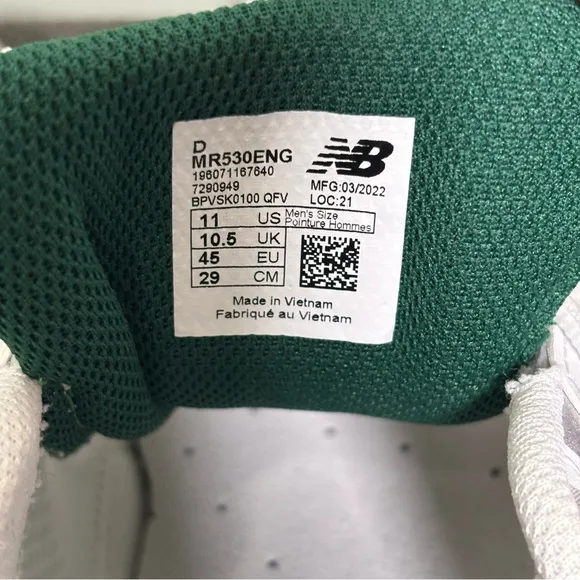 D
MR530ENG
196071167640
7290949
BPVSK0100 QFV
NB
MFG:03/2022
LOC:21
11 US Men's Size
Pointure Hommes
10.5 UK
45 EU
29 CM
Made in Vietnam
Fabriqué au Vietnam